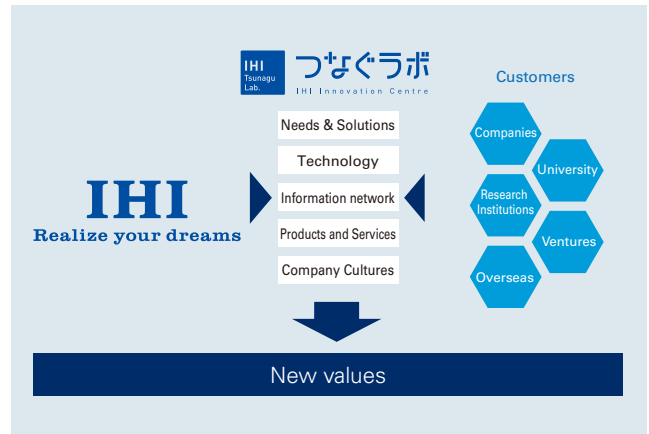 IHI
Tsunagu
Lab.
つなぐラボ
IHI Innovation Centre
Customers
Needs & Solutions
Technology
Information network
Products and Services
Company Cultures
IHI
Realize your dreams
Companies
University
Research
Institutions
Ventures
Overseas
New values